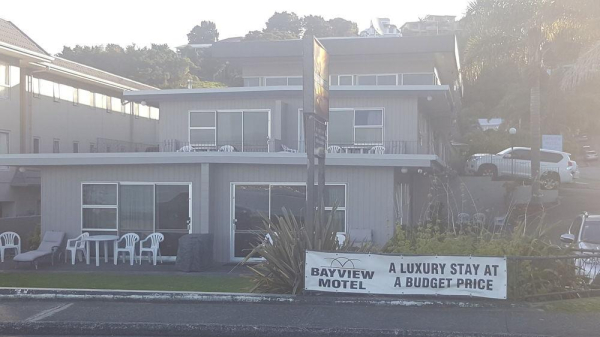 BAYVIEW
MOTEL
A LUXURY STAY AT
A BUDGET PRICE